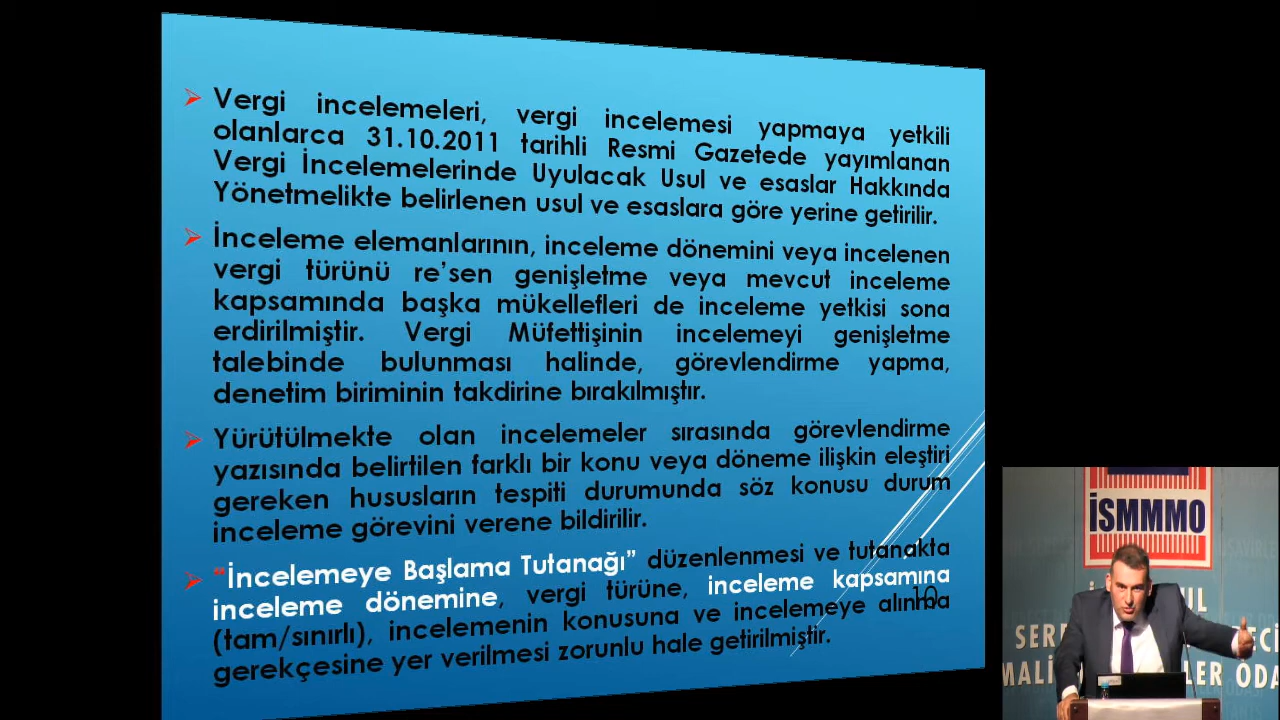 Vergi incelemeleri, vergi incelemesi yapmaya yetkili
olanlarca 31.10.2011 tarihli Resmi Gazetede yayımlanan
Vergi İncelemelerinde Uyulacak Usul ve esaslar Hakkında
Yönetmelikte belirlenen usul ve esaslara göre yerine getirilir.
İnceleme elemanlarının, inceleme dönemini veya incelenen
vergi türünü re’sen genişletme veya mevcut inceleme
kapsamında başka mükellefleri de inceleme yetkisi sona
erdirilmiştir. Vergi Müfettişinin incelemeyi genişletme
talebinde bulunması halinde, görevlendirme yapma,
denetim biriminin takdirine bırakılmıştır.
Yürütülmekte olan incelemeler sırasında görevlendirme
yazısında belirtilen farklı bir konu veya döneme ilişkin eleştiri
gereken hususların tespiti durumunda söz konusu durum
inceleme görevini verene bildirilir.
“İncelemeye Başlama Tutanağı” düzenlenmesi ve tutanakta
inceleme dönemine, vergi türüne, inceleme kapsamına
(tam/sınırlı), incelemenin konusuna ve incelemeye alınma
gerekçesine yer verilmesi zorunlu hale getirilmiştir.
10
İSMMMO